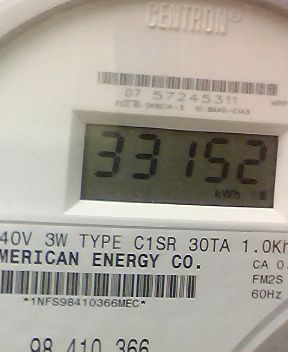 CENTRON®
07 57245311
33152
kWh
40V 3W TYPE C1SR 30TA 1.0Kh
MERICAN ENERGY CO.
CA 0.
FM2S
60Hz
*1NFS98410366MEC*
98 410 366